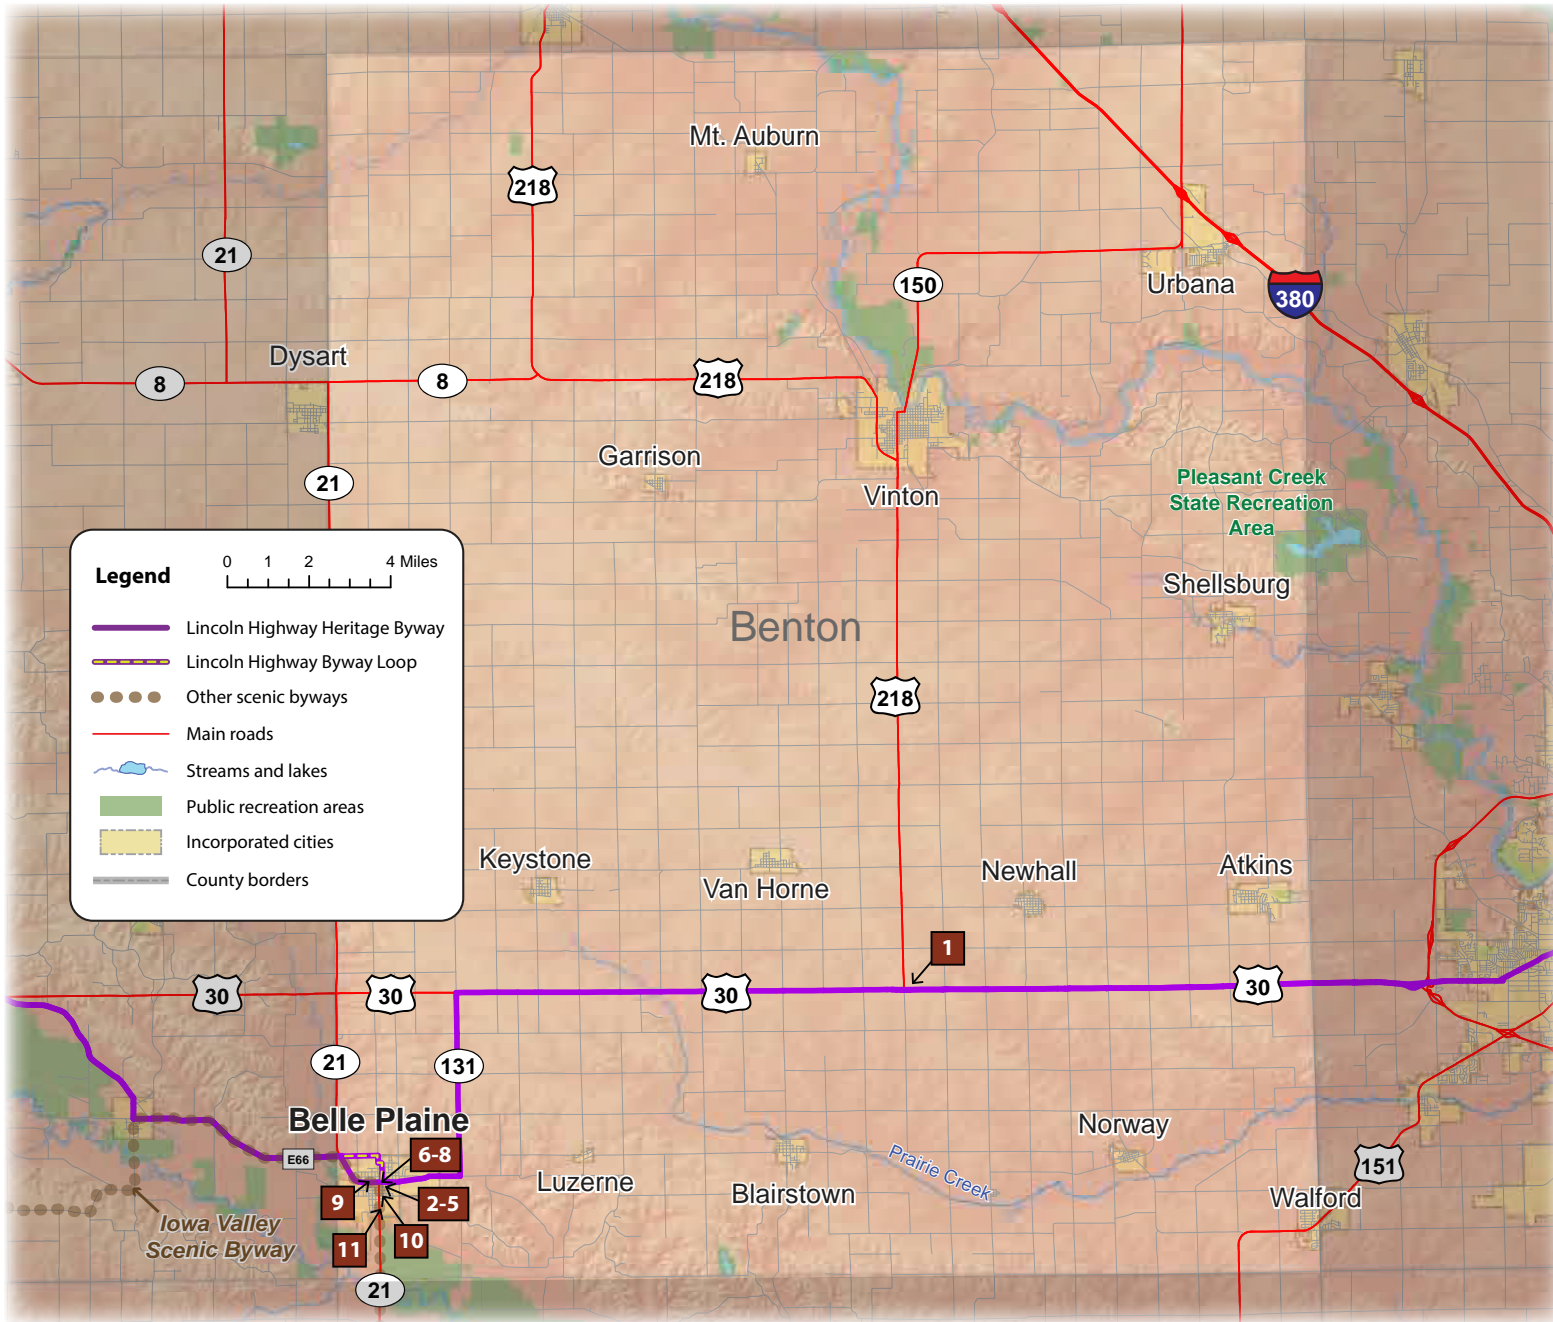 Mt. Auburn
218
21
150
Urbana
380
Dysart
8
8
218
Garrison
21
Vinton
Pleasant Creek
State Recreation
Area
Legend
0 1 2 4 Miles
Lincoln Highway Heritage Byway
Lincoln Highway Byway Loop
Other scenic byways
Main roads
Streams and lakes
Public recreation areas
Incorporated cities
County borders
Shellsburg
Benton
218
Keystone
Van Horne
Newhall
Atkins
1
30
30
30
30
21
131
Belle Plaine
E66
6-8
9
2-5
10
11
21
Iowa Valley
Scenic Byway
Luzerne
Blairstown
Prairie Creek
Norway
151
Walford